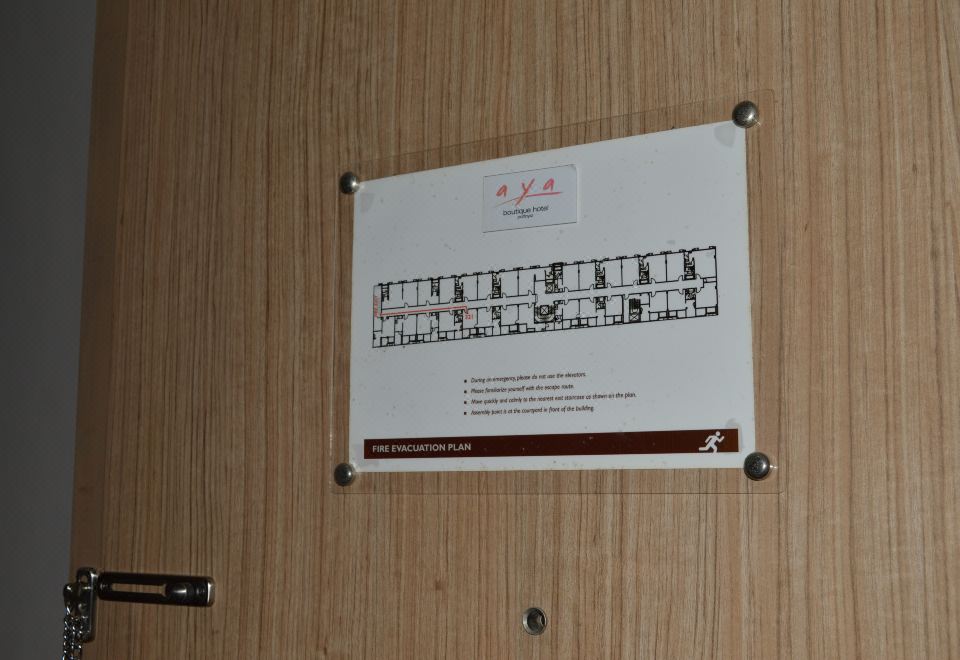 aya
boutique hotel
pattaya
331
During an emergency, please do not use the elevators.
Please familiarize yourself with the escape route.
Move quickly and calmly to the nearest exit staircase as shown on the plan.
Assembly point is at the courtyard in front of the building.
FIRE EVACUATION PLAN